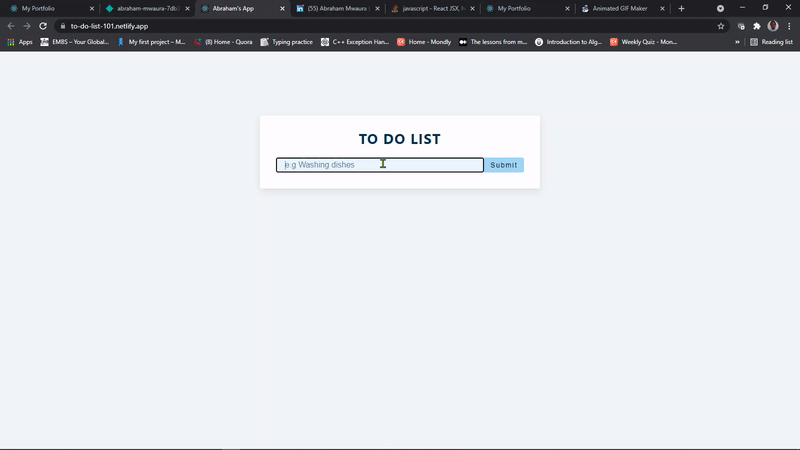 My Portfolio
abraham-mwaura-7db
Abraham's App
(55) Abraham Mwaura
javascript - React JSX,
My Portfolio
Animated GIF Maker
to-do-list-101.netlify.app
Apps
EMBS - Your Global...
My first project – M...
(8) Home - Quora
Typing practice
C++ Exception Han...
Home - Mondly
The lessons from m...
Introduction to Alg...
Weekly Quiz - Mon...
»
Reading list
TO DO LIST
e.g Washing dishes
Submit